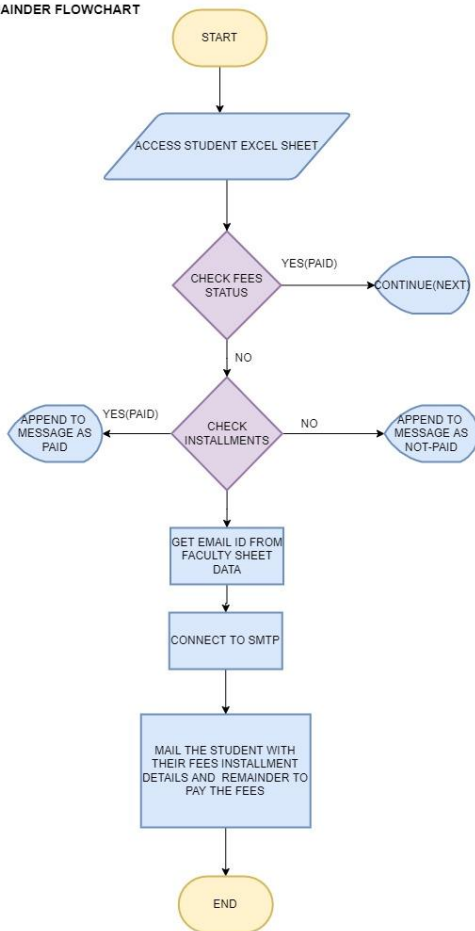 AINDER FLOWCHART
START
ACCESS STUDENT EXCEL SHEET
CHECK FEES
STATUS
YES(PAID)
CONTINUE(NEXT)
NO
APPEND TO
MESSAGE AS
PAID
YES(PAID)
CHECK
INSTALLMENTS
NO
APPEND TO
MESSAGE AS
NOT-PAID
GET EMAIL ID FROM
FACULTY SHEET
DATA
CONNECT TO SMTP
MAIL THE STUDENT WITH
THEIR FEES INSTALLMENT
DETAILS AND REMAINDER TO
PAY THE FEES
END